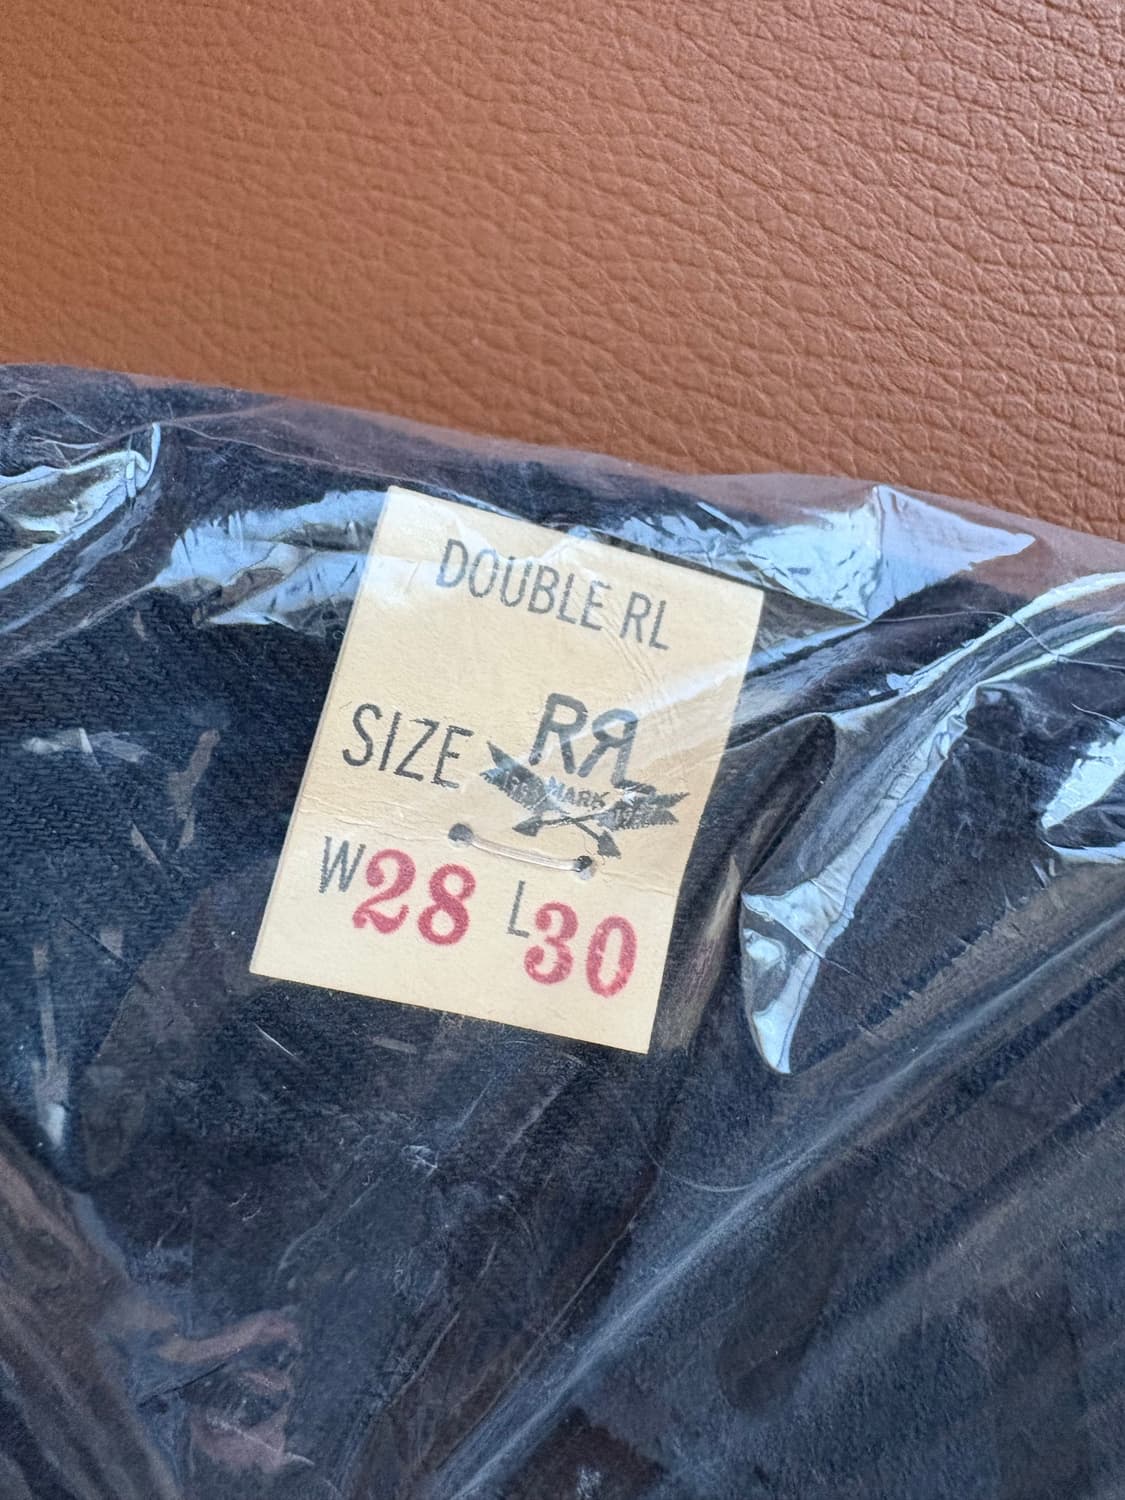 DOUBLE RL
SIZE RR
MARK
W28 L30